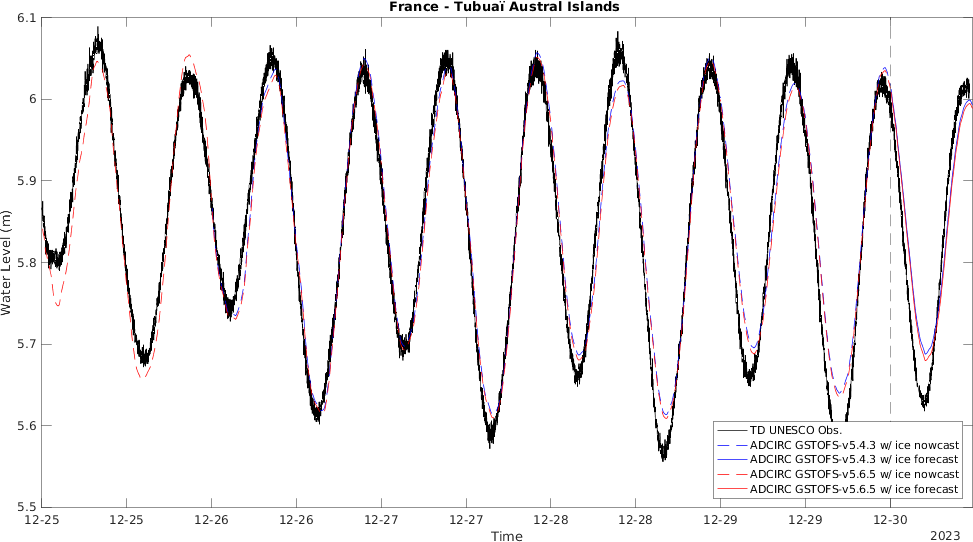 France - Tubuaï Austral Islands
6.1
6
5.9
5.8
5.7
5.6
5.5
Water Level (m)
TD UNESCO Obs.
ADCIRC GSTOFS-v5.4.3 w/ ice nowcast
ADCIRC GSTOFS-v5.4.3 w/ ice forecast
ADCIRC GSTOFS-v5.6.5 w/ ice nowcast
ADCIRC GSTOFS-v5.6.5 w/ ice forecast
12-25 12-25 12-26 12-26 12-27 12-27 12-28 12-28 12-29 12-29 12-30
Time
2023